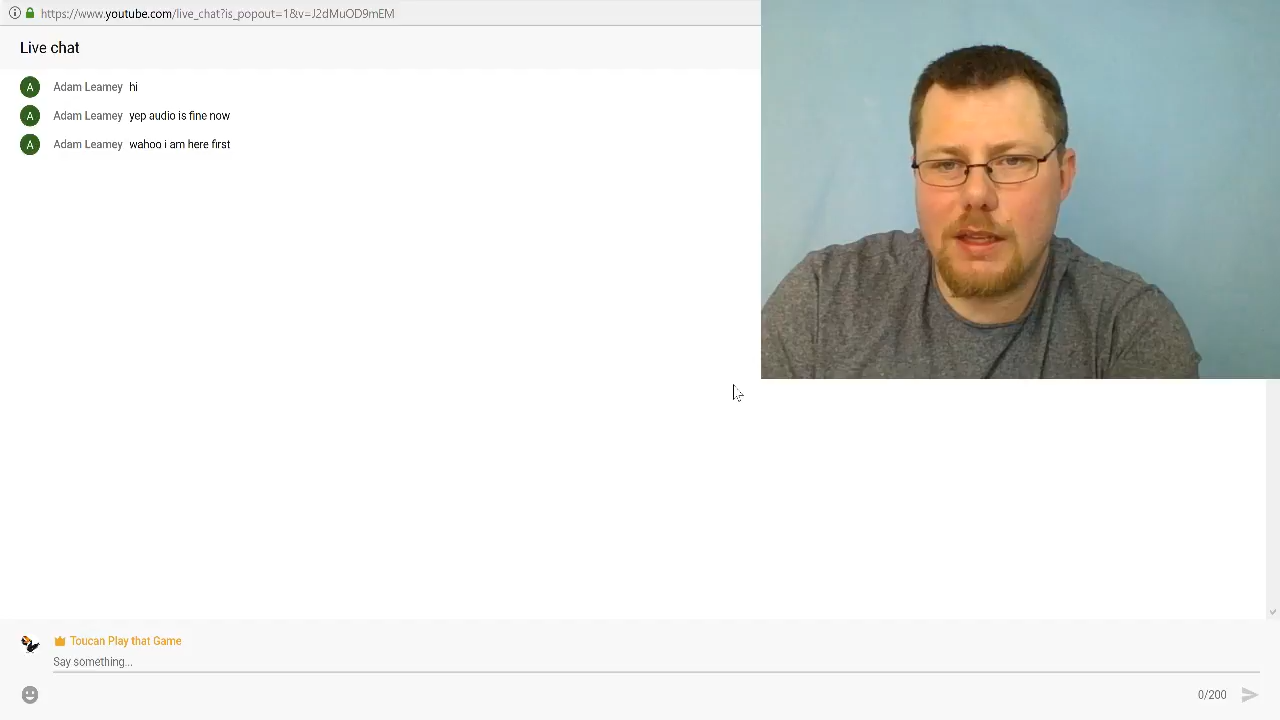 https://www.youtube.com/live_chat?is_popout=1&v=J2dMuOD9mEM
Live chat
A Adam Leamey hi
A Adam Leamey yep audio is fine now
A Adam Leamey wahoo i am here first
Toucan Play that Game
Say something...
0/200